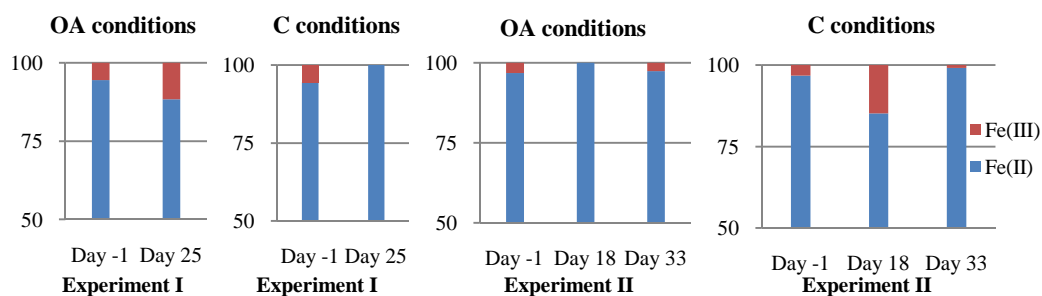 OA conditions
100
75
50
Day -1 Day 25
Experiment I
C conditions
100
75
50
Day -1 Day 25
Experiment I
OA conditions
100
75
50
Day -1 Day 18 Day 33
Experiment II
C conditions
100
75
50
Day -1 Day 18 Day 33
Experiment II
Fe(III)
Fe(II)